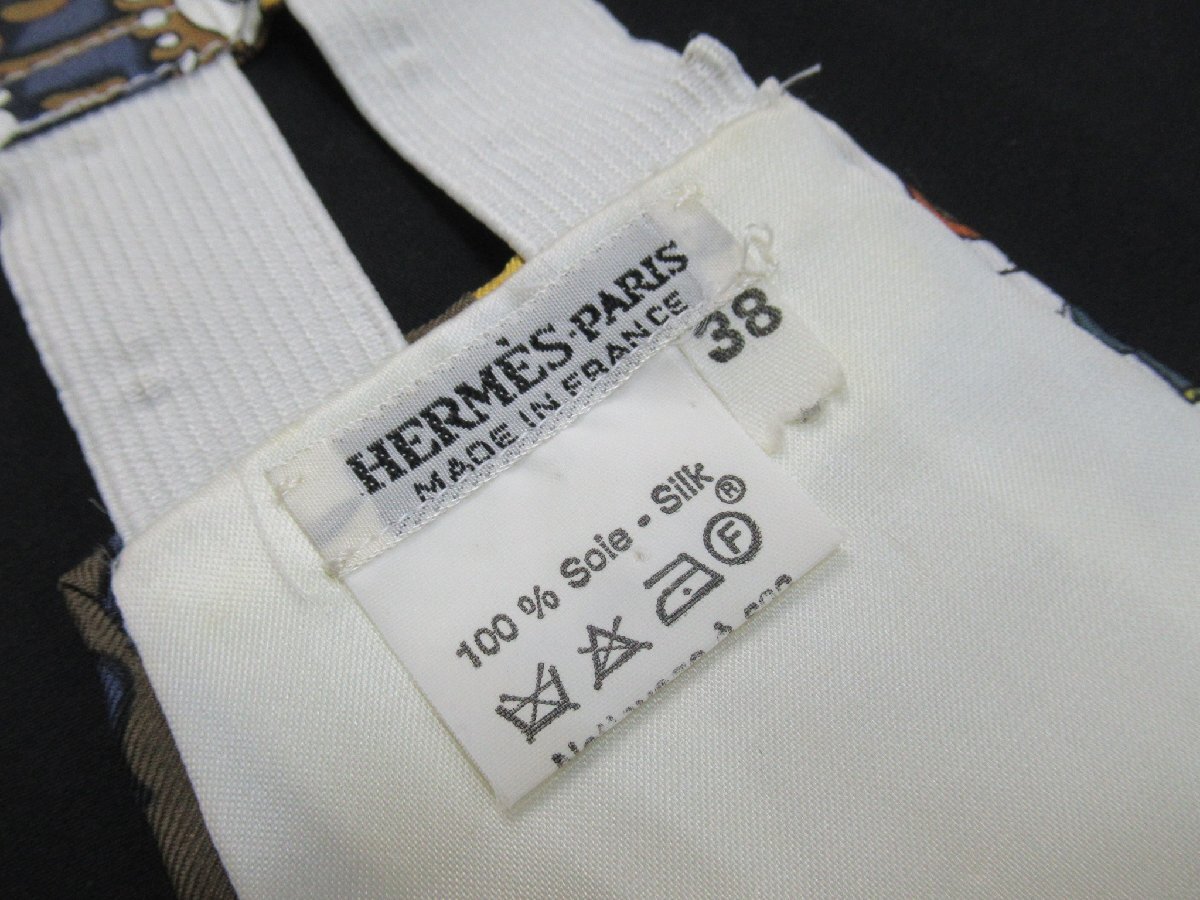 HERMÈS-PARIS
MADE IN FRANCE
38
100 % Soie - Silk ®
F